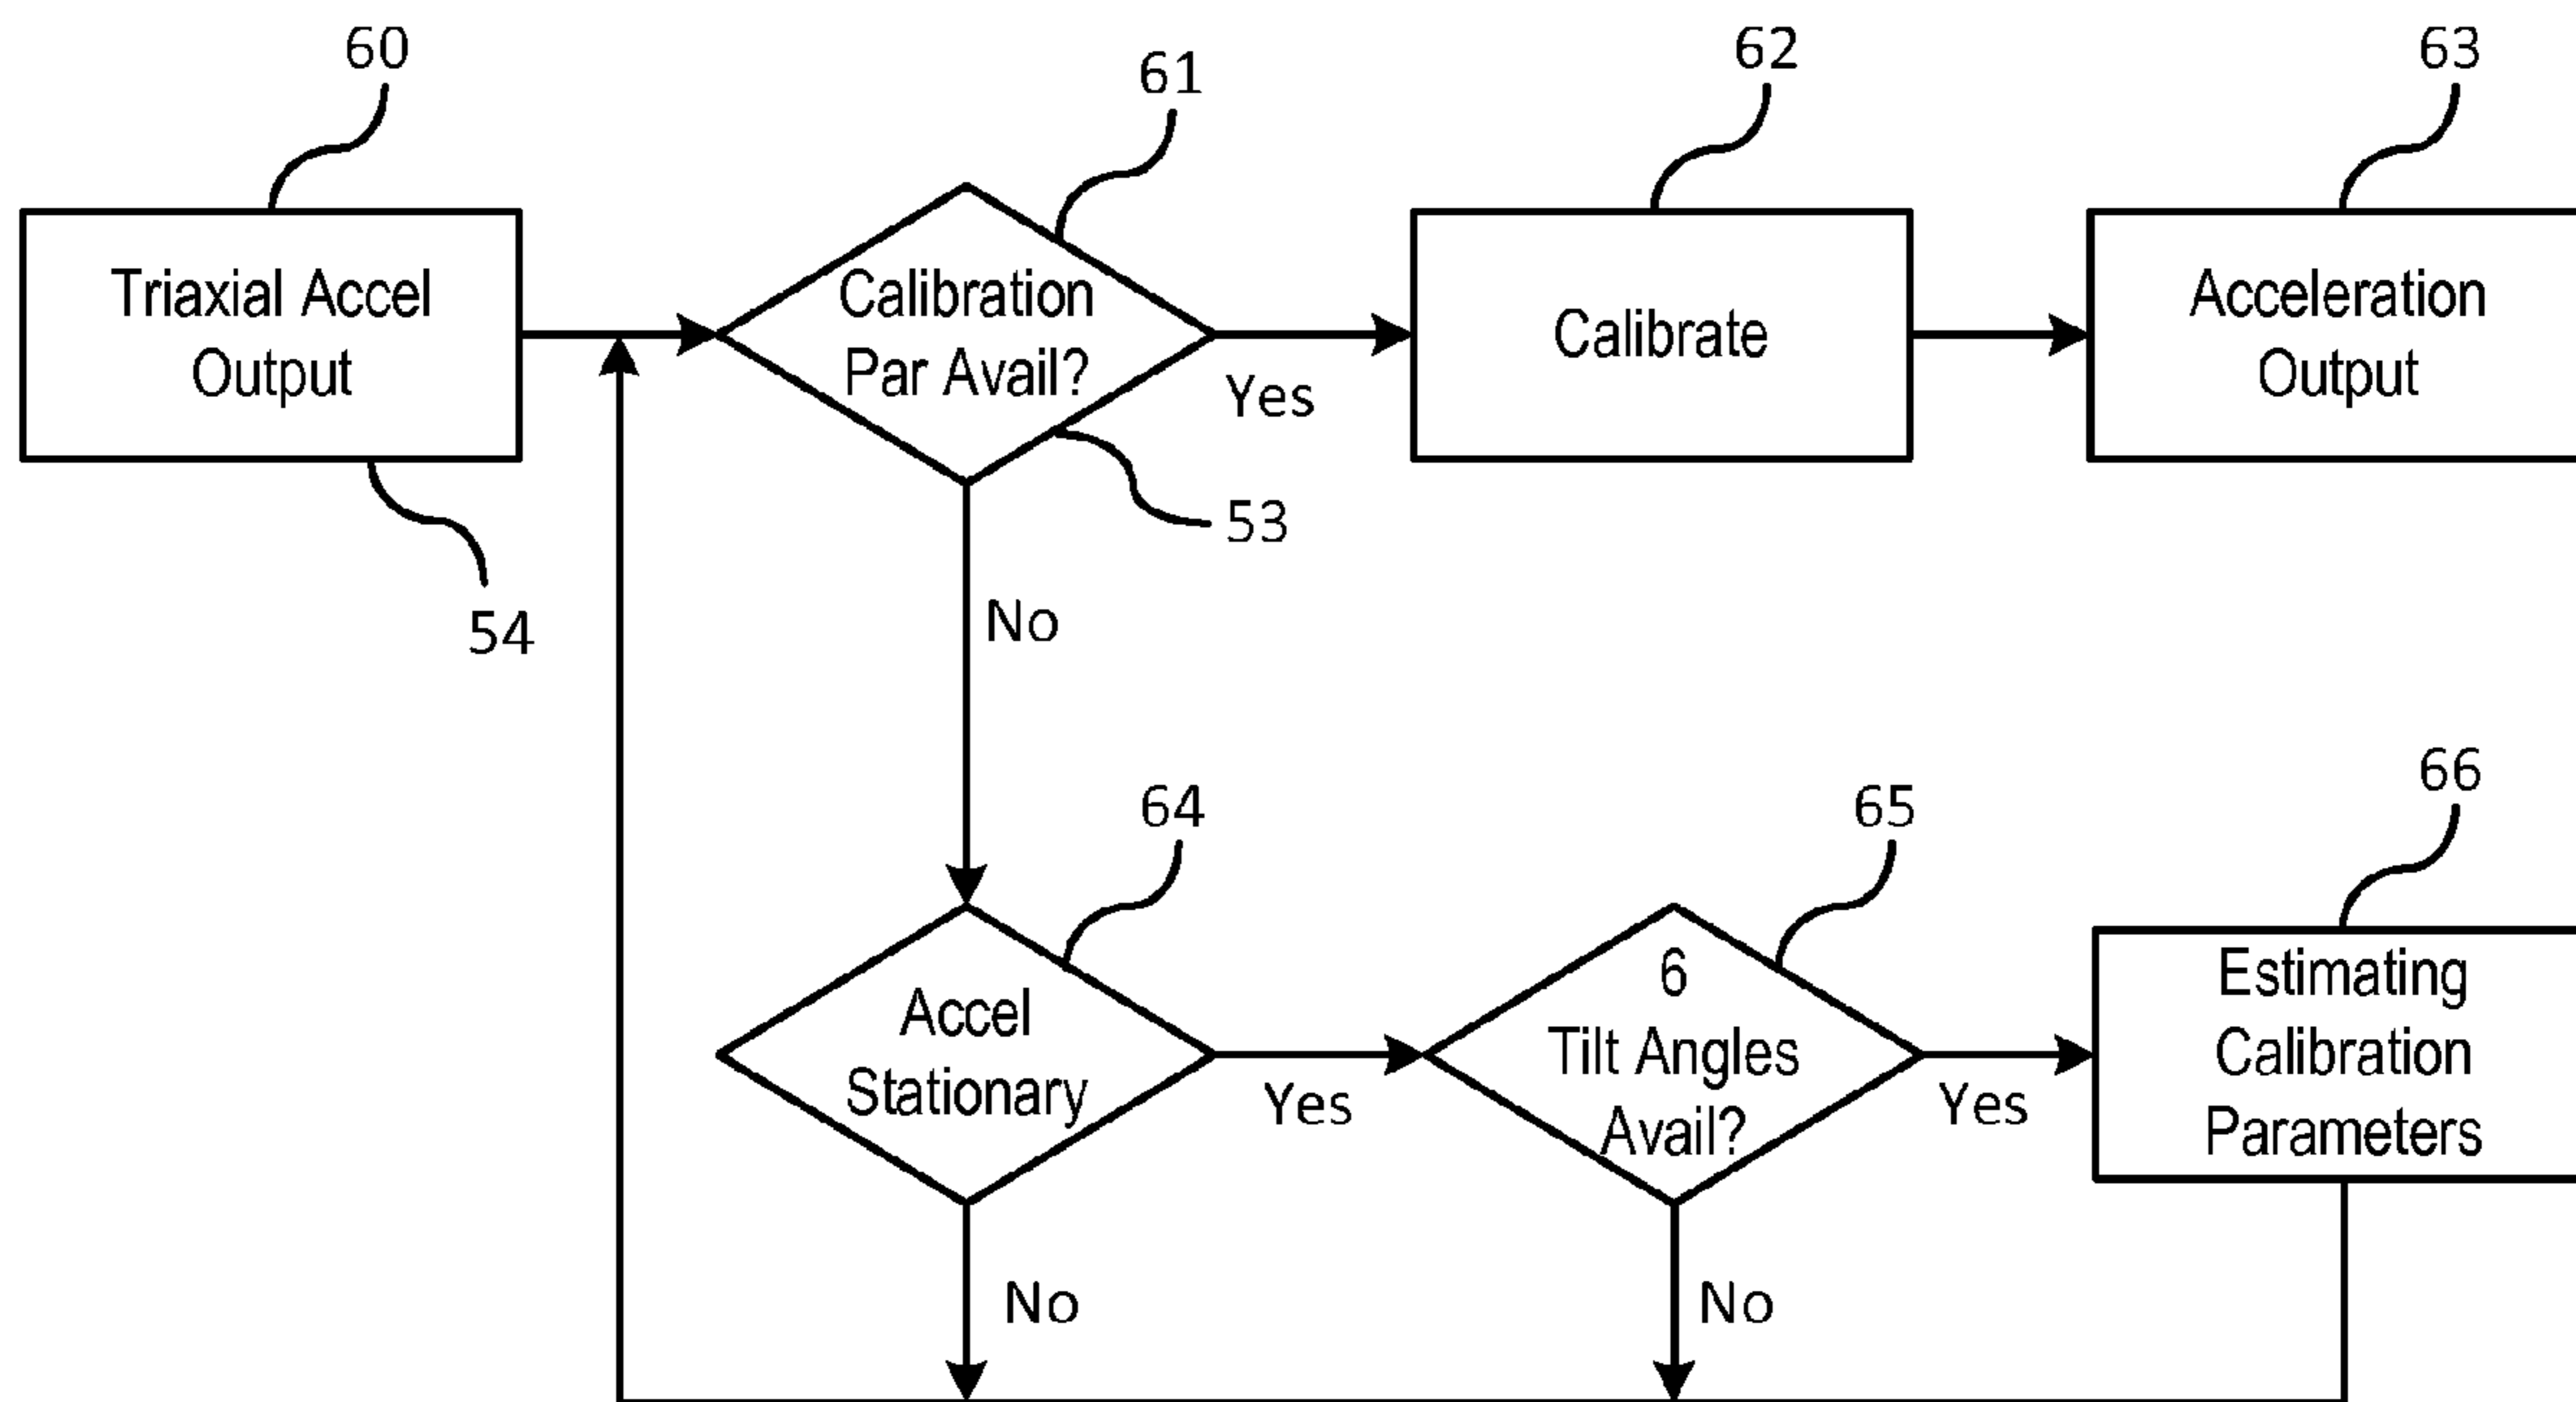 60
61
62
63
Triaxial Accel
Output
Calibration
Par Avail?
Yes
Calibrate
Acceleration
Output
54
53
No
64
65
66
Accel
Stationary
Yes
6
Tilt Angles
Avail?
Yes
Estimating
Calibration
Parameters
No
No